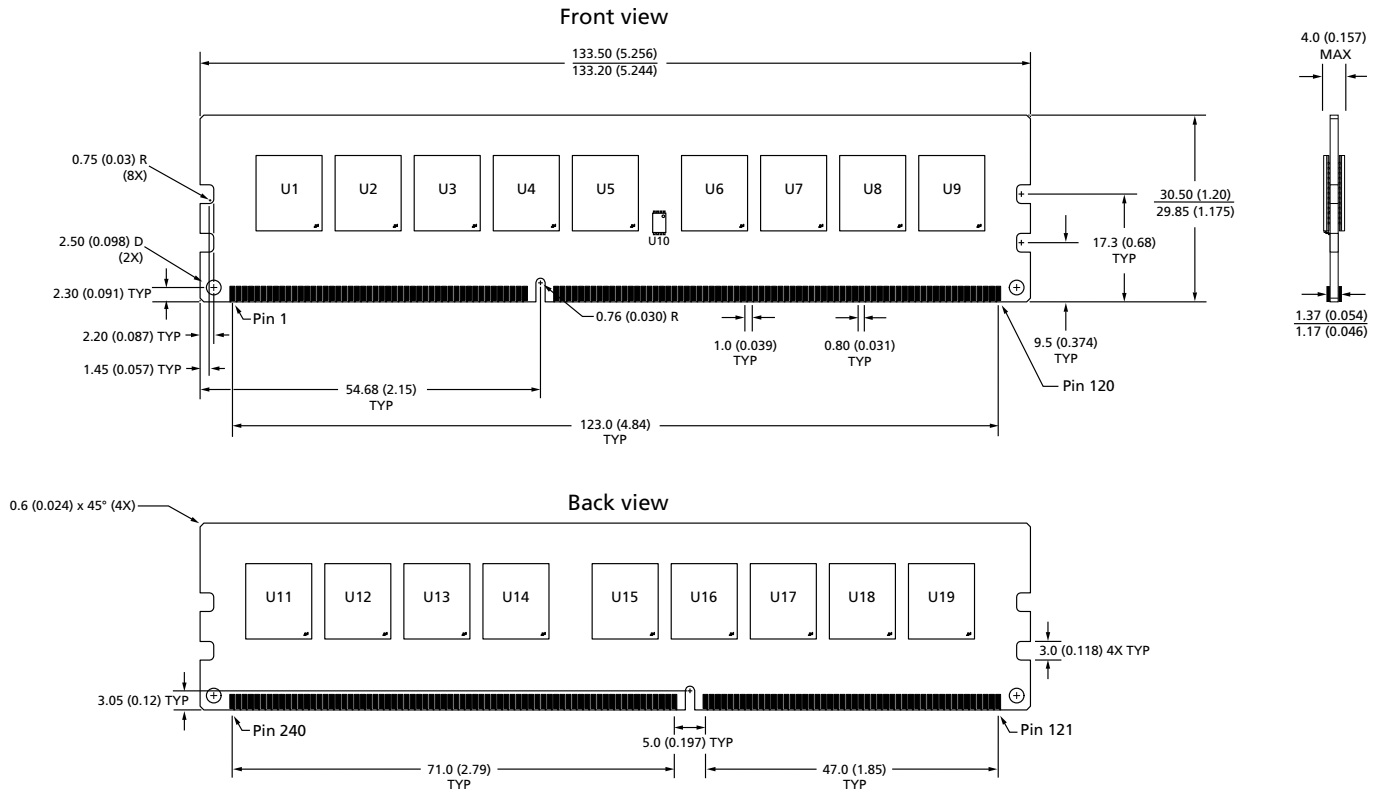 Front view
133.50 (5.256)
133.20 (5.244)
4.0 (0.157)
MAX
0.75 (0.03) R
(8X)
U1
U2
U3
U4
U5
U6
U7
U8
U9
U10
2.50 (0.098) D
(2X)
2.30 (0.091) TYP
30.50 (1.20)
29.85 (1.175)
17.3 (0.68)
TYP
Pin 1
0.76 (0.030) R
2.20 (0.087) TYP
1.45 (0.057) TYP
1.0 (0.039)
TYP
0.80 (0.031)
TYP
9.5 (0.374)
TYP
1.37 (0.054)
1.17 (0.046)
Pin 120
54.68 (2.15)
TYP
123.0 (4.84)
TYP
Back view
0.6 (0.024) x 45° (4X)
U11
U12
U13
U14
U15
U16
U17
U18
U19
3.0 (0.118) 4X TYP
3.05 (0.12) TYP
Pin 240
5.0 (0.197) TYP
Pin 121
71.0 (2.79)
TYP
47.0 (1.85)
TYP